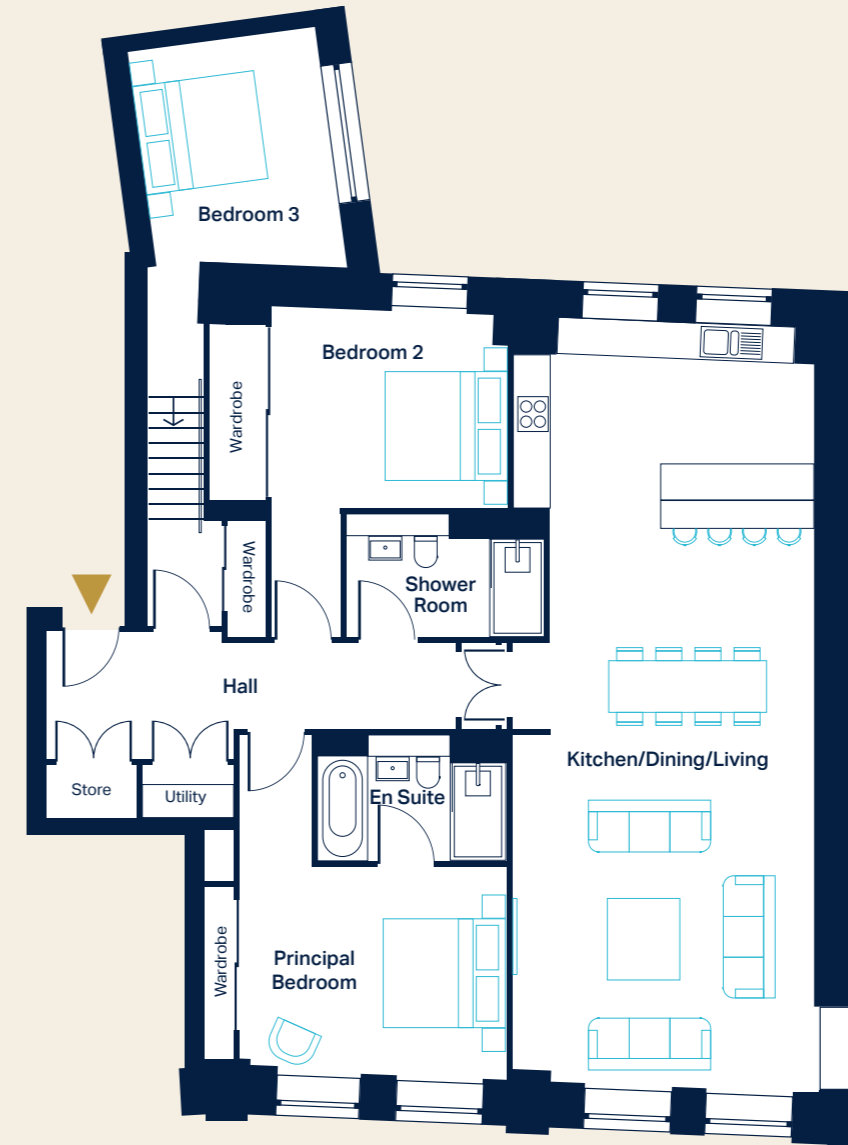 Bedroom 3
Bedroom 2
Wardrobe
Wardrobe
Shower
Room
Hall
Kitchen/Dining/Living
Store
Utility
En Suite
Wardrobe
Principal
Bedroom